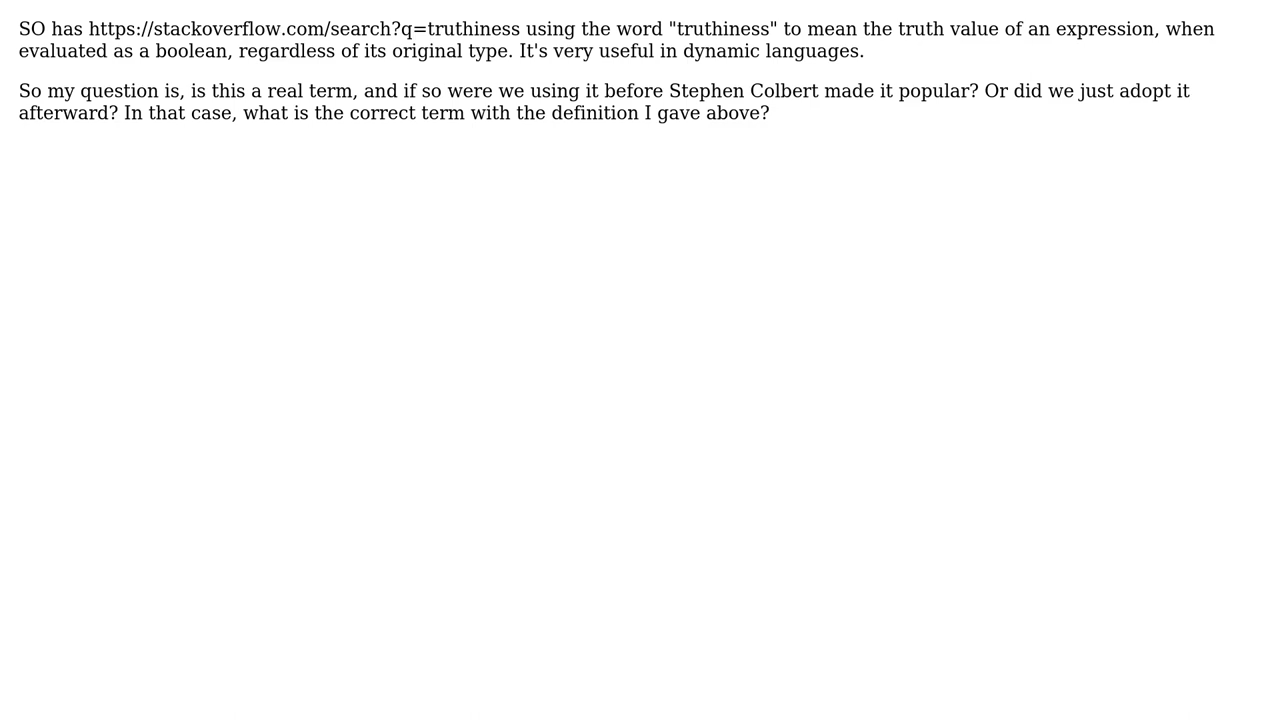 SO has https://stackoverflow.com/search?q=truthiness using the word "truthiness" to mean the truth value of an expression, when
evaluated as a boolean, regardless of its original type. It's very useful in dynamic languages.
So my question is, is this a real term, and if so were we using it before Stephen Colbert made it popular? Or did we just adopt it
afterward? In that case, what is the correct term with the definition I gave above?